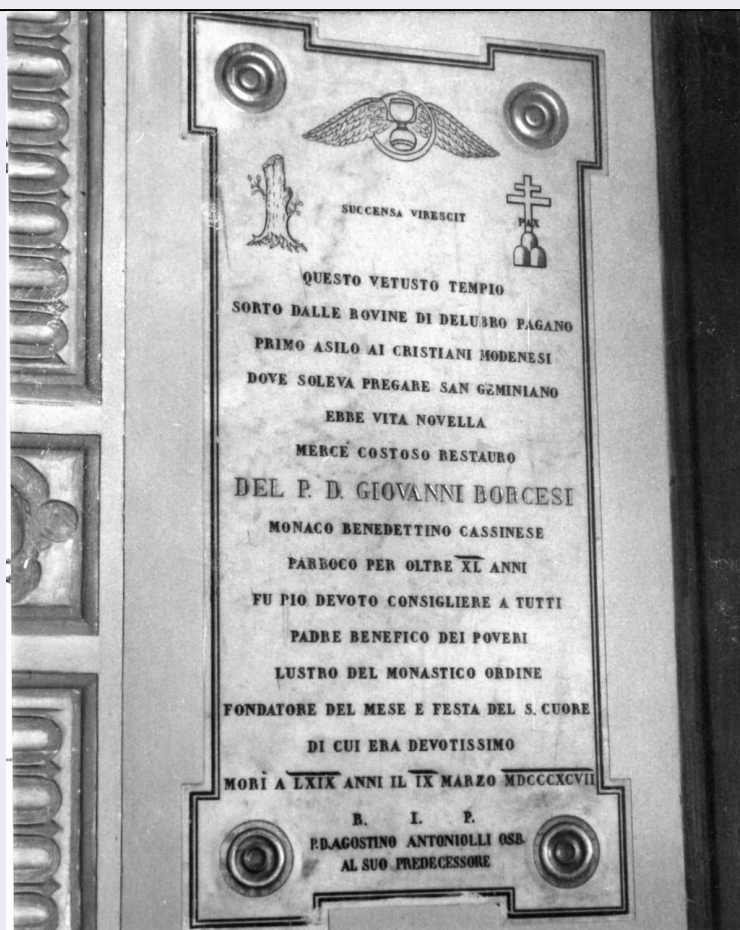 SUCCENSA VIRESCIT
PAX
QUESTO VETUSTO TEMPIO
SORTO DALLE ROVINE DI DELUBRO PAGANO
PRIMO ASILO AI CRISTIANI MODENESI
DOVE SOLEVA PREGARE SAN GEMINIANO
EBBE VITA NOVELLA
MERCÉ COSTOSO RESTAURO
DEL P. D. GIOVANNI BORGESI
MONACO BENEDETTINO CASSINESE
PARROCO PER OLTRE XL ANNI
FU PIO DEVOTO CONSIGLIERE A TUTTI
PADRE BENEFICO DEI POVERI
LUSTRO DEL MONASTICO ORDINE
FONDATORE DEL MESE E FESTA DEL S. CUORE
DI CUI ERA DEVOTISSIMO
MORÌ A LXIX ANNI IL IX MARZO MDCCCXCVII
R. I. P.
P.D.AGOSTINO ANTONIOLLI O.S.B.
AL SUO PREDECESSORE